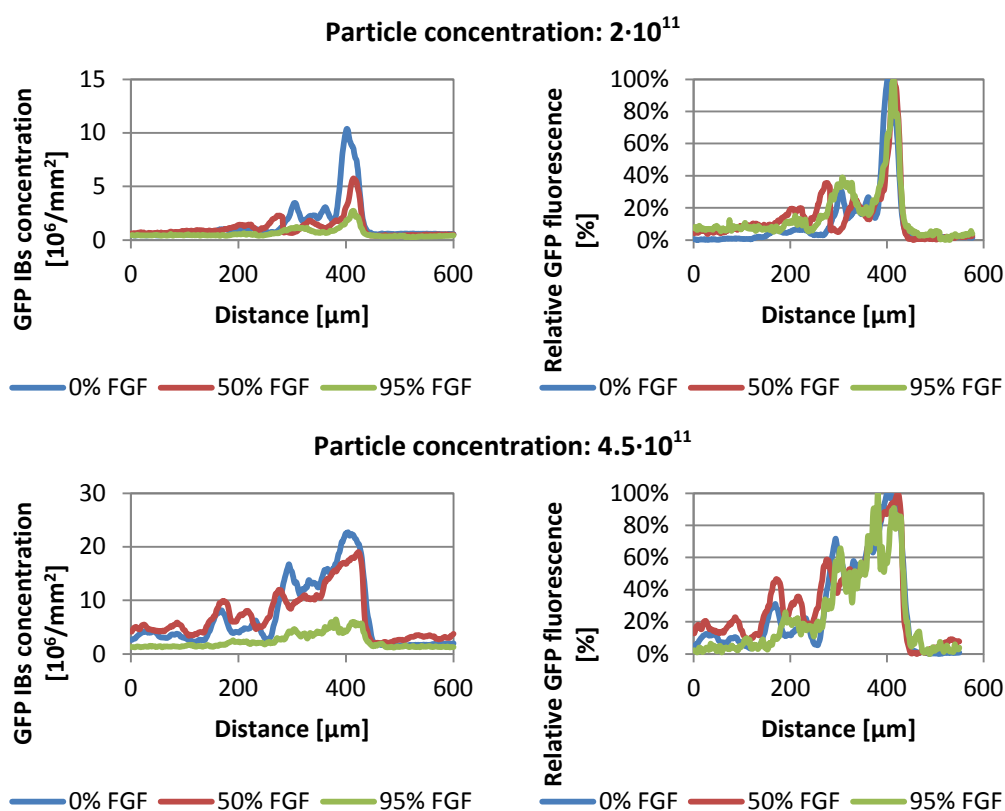 Particle concentration: 2·10¹¹
GFP IBs concentration
[10⁶/mm²]
15
10
5
0
0 200 400 600
Distance [µm]
0% FGF 50% FGF 95% FGF
Relative GFP fluorescence
[%]
100%
80%
60%
40%
20%
0%
0 200 400 600
Distance [µm]
0% FGF 50% FGF 95% FGF
Particle concentration: 4.5·10¹¹
GFP IBs concentration
[10⁶/mm²]
30
20
10
0
0 200 400 600
Distance [µm]
0% FGF 50% FGF 95% FGF
Relative GFP fluorescence
[%]
100%
80%
60%
40%
20%
0%
0 200 400 600
Distance [µm]
0% FGF 50% FGF 95% FGF